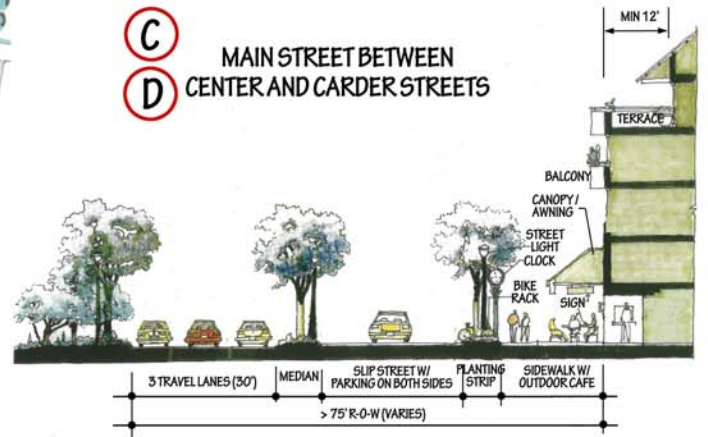 C
D
MAIN STREET BETWEEN
CENTER AND CARDER STREETS
MIN 12'
TERRACE
BALCONY
CANOPY /
AWNING
STREET
LIGHT
CLOCK
BIKE
RACK
SIGN
3 TRAVEL LANES (30')
MEDIAN
SLIP STREET W/
PARKING ON BOTH SIDES
PLANTING
STRIP
SIDEWALK W/
OUTDOOR CAFE
> 75' R-O-W (VARIES)